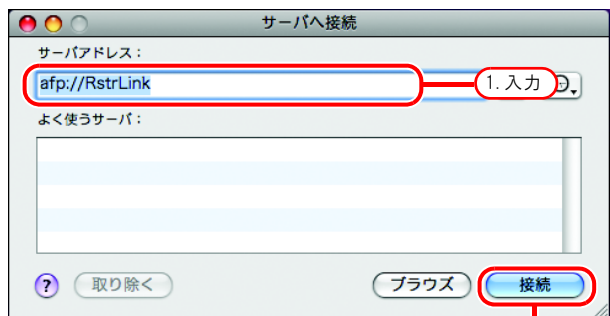 サーバへ接続
サーバアドレス：
afp://RstrLink
1. 入力
よく使うサーバ：
?
取り除く
ブラウズ
接続